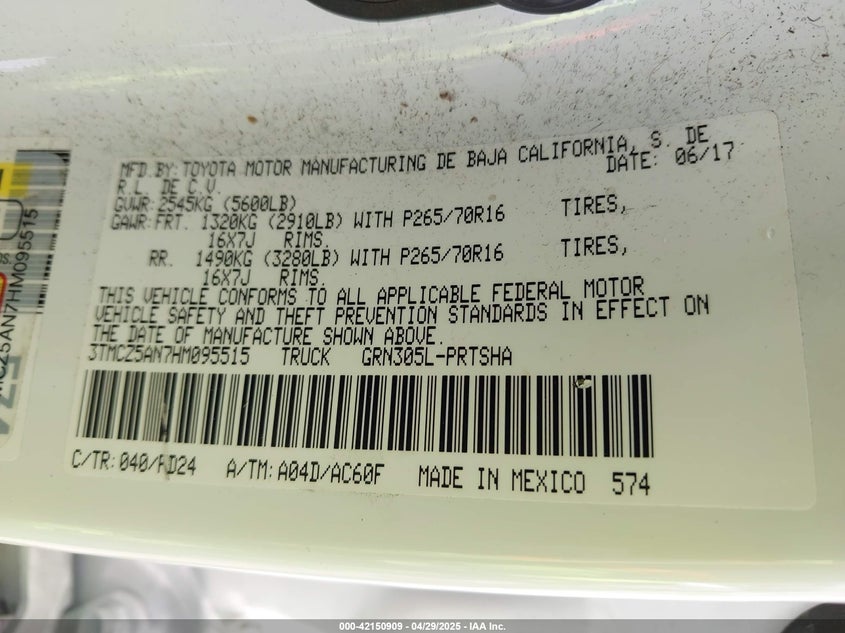 MFD.BY:TOYOTA MOTOR MANUFACTURING DE BAJA CALIFORNIA, S. DE
R.L. DE C.V. DATE: 06/17
GVWR:2545KG (5600LB)
GAWR:FRT. 1320KG (2910LB) WITH P265/70R16 TIRES,
16X7J RIMS.
RR. 1490KG (3280LB) WITH P265/70R16 TIRES,
16X7J RIMS.
THIS VEHICLE CONFORMS TO ALL APPLICABLE FEDERAL MOTOR
VEHICLE SAFETY AND THEFT PREVENTION STANDARDS IN EFFECT ON
THE DATE OF MANUFACTURE SHOWN ABOVE.
3TMCZ5AN7HM095515 TRUCK GRN305L-PRTSHA
C/TR:040/FD24 A/TM:A04D/AC60F MADE IN MEXICO 574
MCZ5AN7HM095515
000-42150909 - 04/29/2025 - IAA Inc.